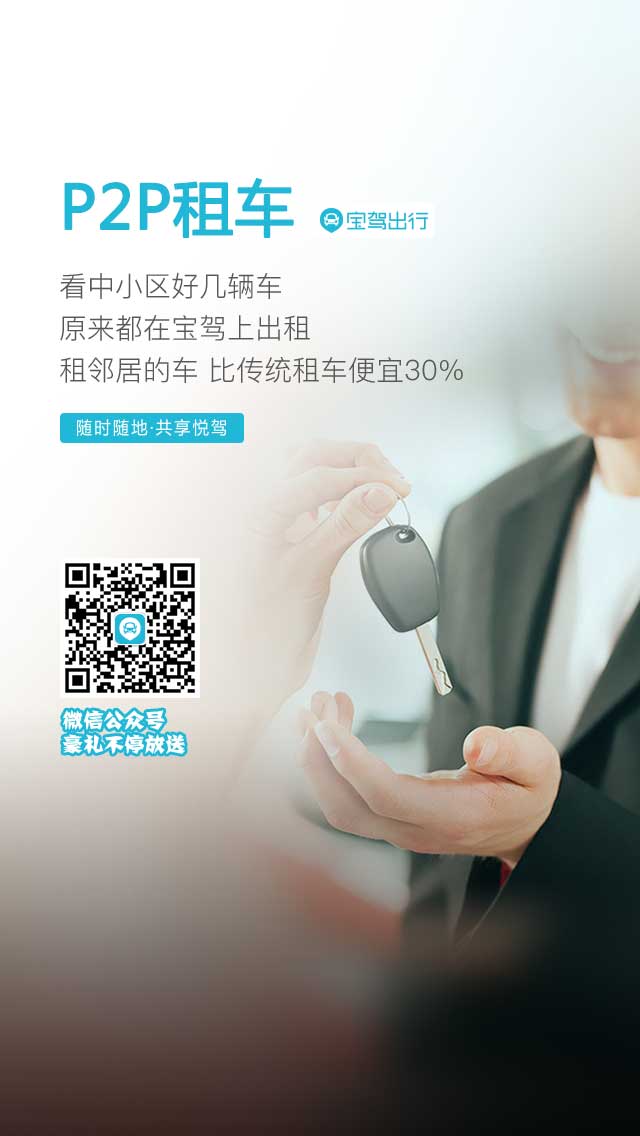 P2P租车
宝驾出行
看中小区好几辆车
原来都在宝驾上出租
租邻居的车 比传统租车便宜30%
随时随地·共享悦驾
微信公众号
豪礼不停放送